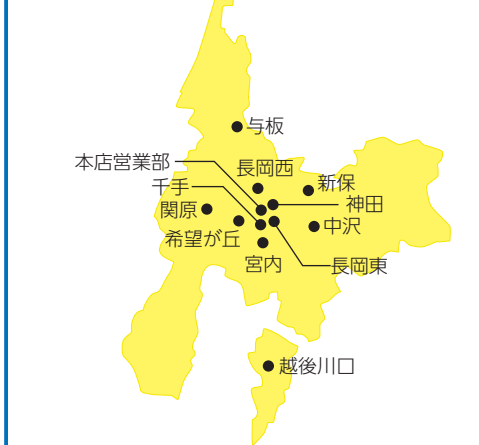 与板
本店営業部
長岡西
千手
新保
関原
神田
中沢
希望が丘
宮内
長岡東
越後川口